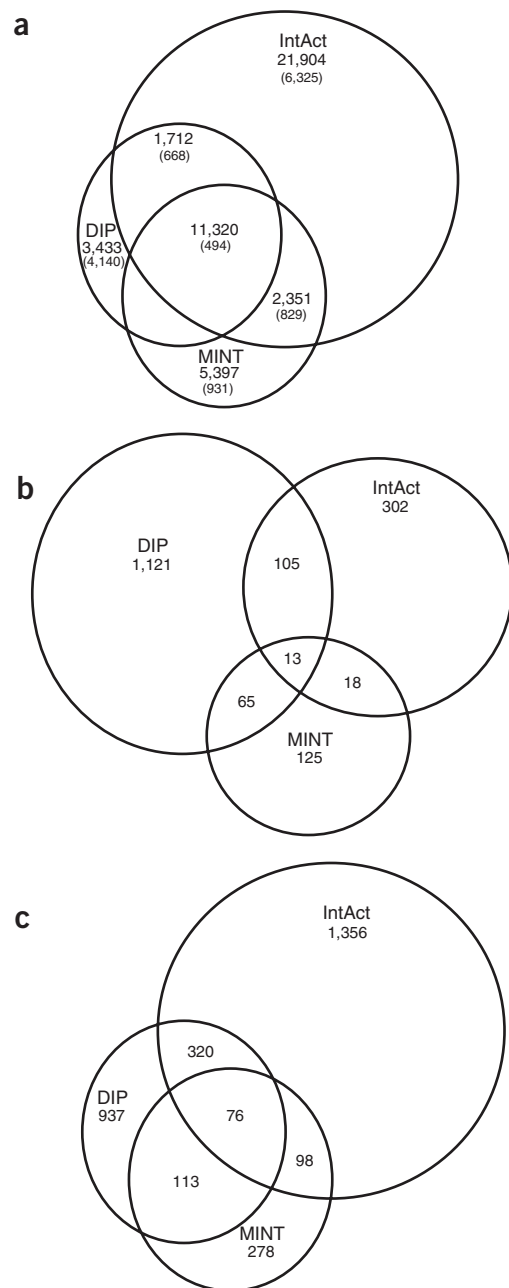 a
IntAct
21,904
(6,325)
1,712
(668)
DIP
3,433
(4,140)
11,320
(494)
2,351
(829)
MINT
5,397
(931)
b
IntAct
302
DIP
1,121
105
13
18
65
MINT
125
c
IntAct
1,356
320
DIP
937
76
98
113
MINT
278